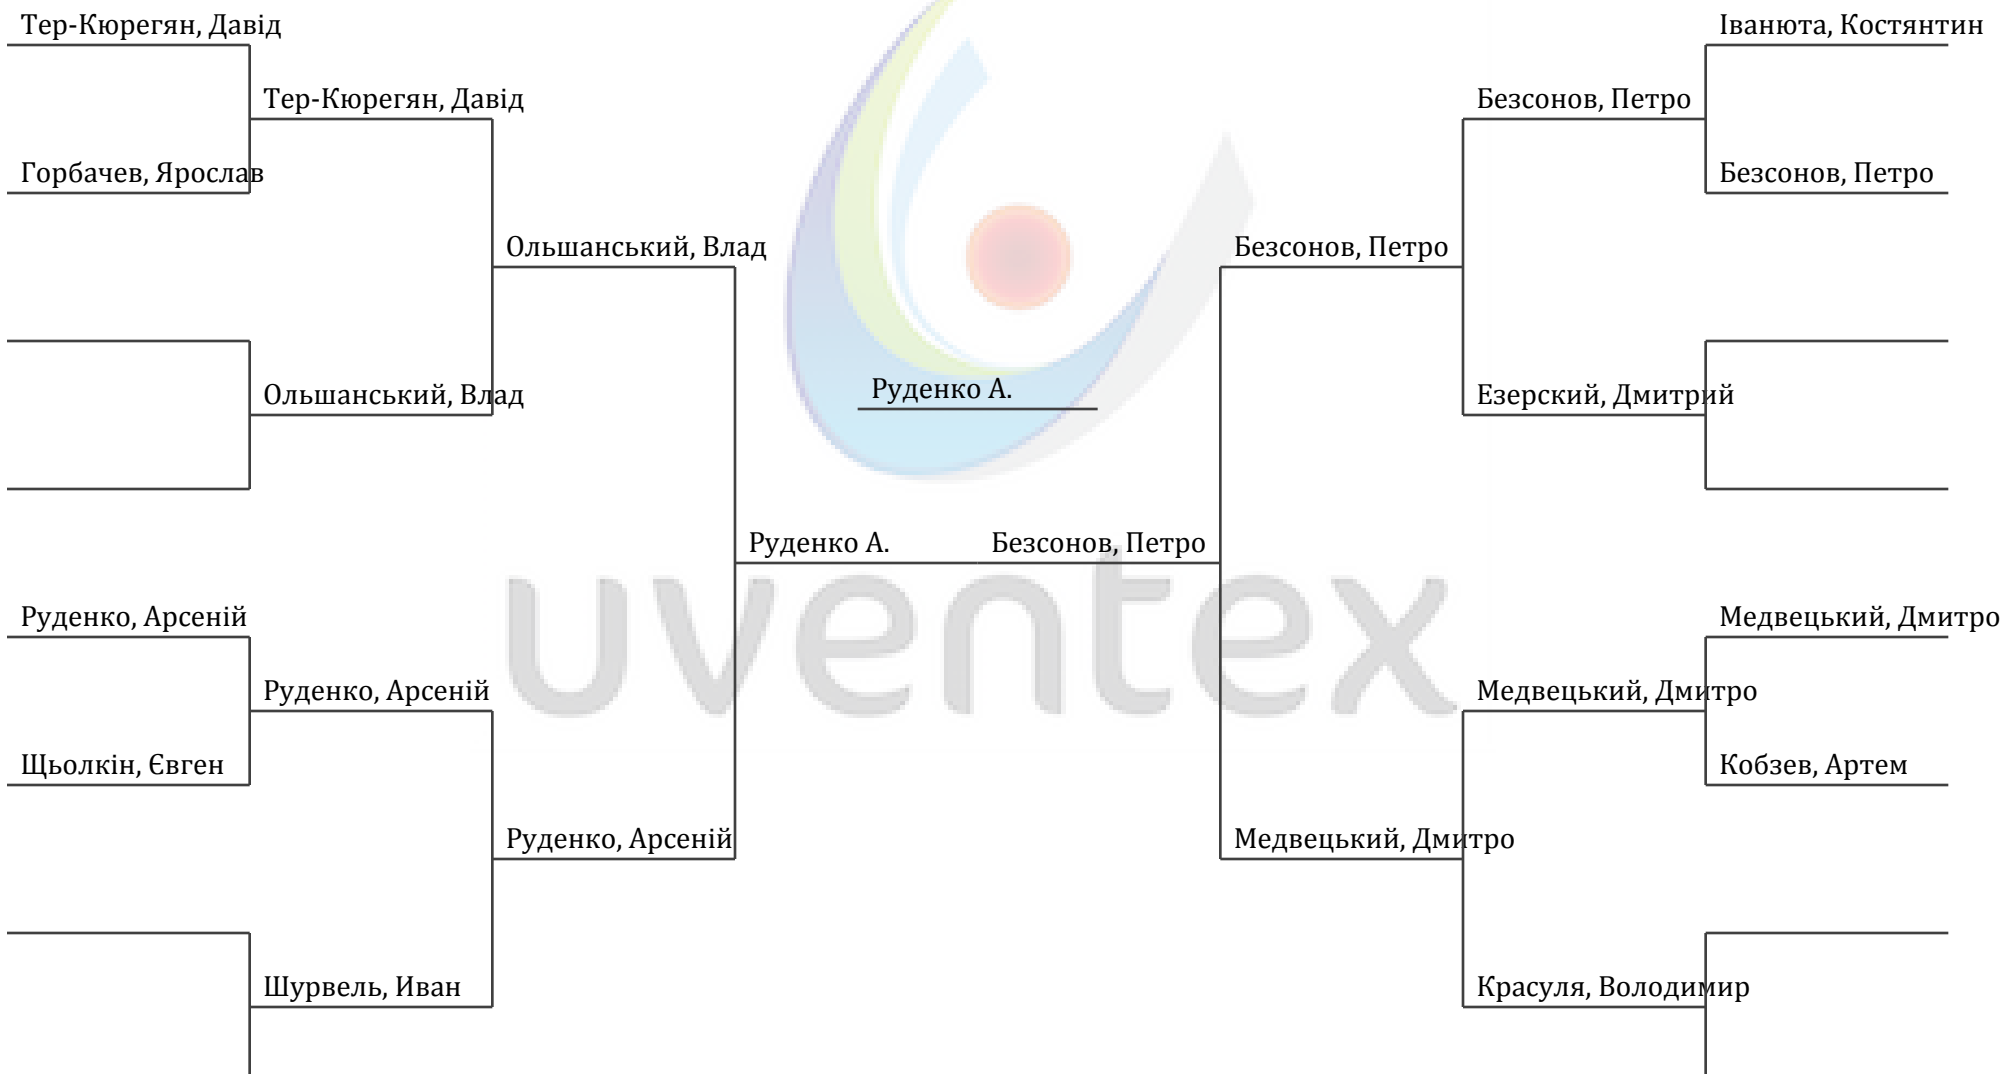 Тер-Кюрегян, Давід
Іванюта, Костянтин
Тер-Кюрегян, Давід
Безсонов, Петро
Горбачев, Ярослав
Безсонов, Петро
Ольшанський, Влад
Безсонов, Петро
Руденко А.
Ольшанський, Влад
Езерский, Дмитрий
Руденко А.
Безсонов, Петро
uventex
Руденко, Арсеній
Медвецький, Дмитро
Руденко, Арсеній
Медвецький, Дмитро
Щьолкін, Євген
Кобзев, Артем
Руденко, Арсеній
Медвецький, Дмитро
Шурвель, Иван
Красуля, Володимир